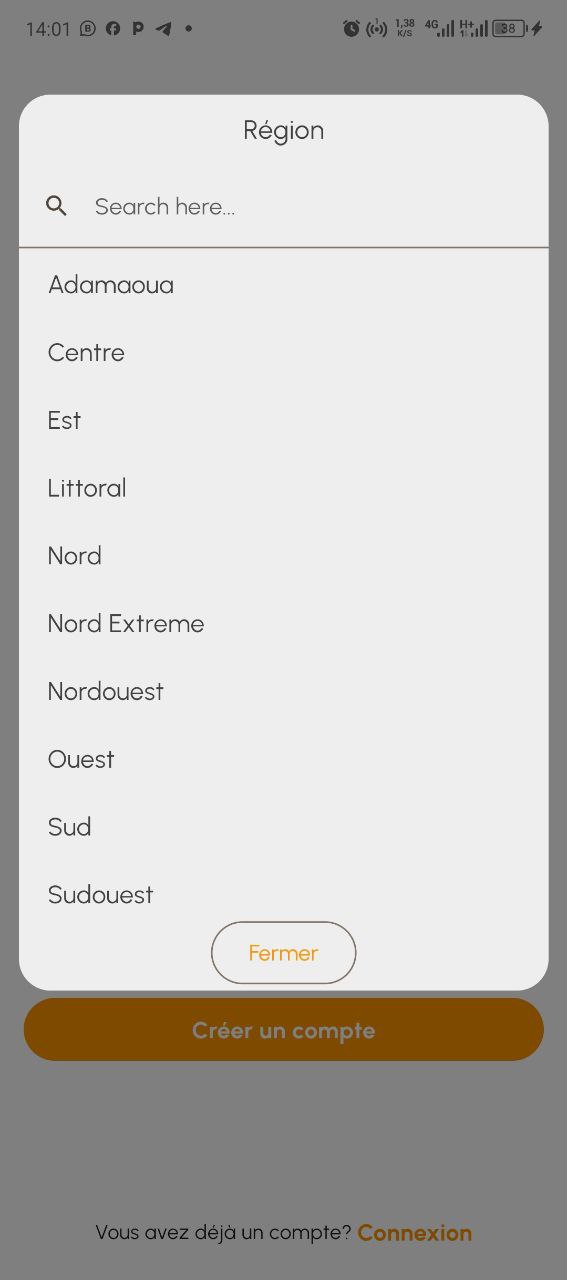 14:01 1,38 K/S 4G H+ 38
Région
Search here...
Adamaoua
Centre
Est
Littoral
Nord
Nord Extreme
Nordouest
Ouest
Sud
Sudouest
Fermer
Créer un compte
Vous avez déjà un compte? Connexion